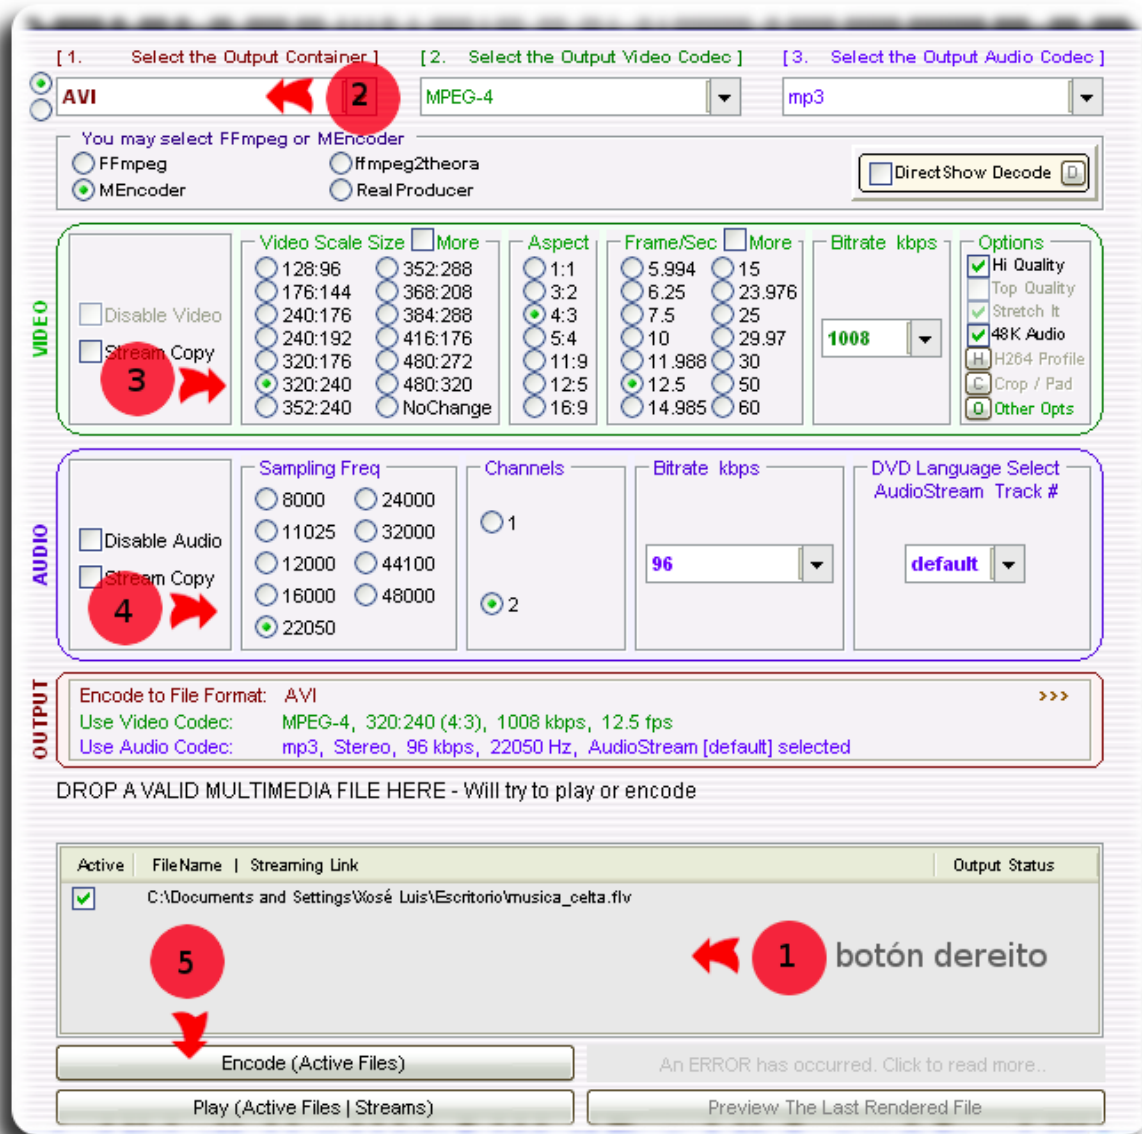 [ 1. Select the Output Container ] [ 2. Select the Output Video Codec ] [ 3. Select the Output Audio Codec ]
AVI 2 MPEG-4 mp3
You may select FFmpeg or MEncoder
FFmpeg ffmpeg2theora
MEncoder Real Producer
DirectShow Decode D
VIDEO
Disable Video
Stream Copy
3
Video Scale Size More
128:96 352:288
176:144 368:208
240:176 384:288
240:192 416:176
320:176 480:272
320:240 480:320
352:240 NoChange
Aspect
1:1
3:2
4:3
5:4
11:9
12:5
16:9
Frame/Sec More
5.994 15
6.25 23.976
7.5 25
10 29.97
11.988 30
12.5 50
14.985 60
Bitrate kbps
1008
Options
Hi Quality
Top Quality
Stretch It
48K Audio
H H264 Profile
C Crop / Pad
O Other Opts
AUDIO
Disable Audio
Stream Copy
4
Sampling Freq
8000 24000
11025 32000
12000 44100
16000 48000
22050
Channels
1
2
Bitrate kbps
96
DVD Language Select
AudioStream Track #
default
OUTPUT
Encode to File Format: AVI >>>
Use Video Codec: MPEG-4, 320:240 (4:3), 1008 kbps, 12.5 fps
Use Audio Codec: mp3, Stereo, 96 kbps, 22050 Hz, AudioStream [default] selected
DROP A VALID MULTIMEDIA FILE HERE - Will try to play or encode
Active FileName | Streaming Link Output Status
C:\Documents and Settings\Xosé Luis\Escritorio\musica_celta.flv
5 1 botón dereito
Encode (Active Files) An ERROR has occurred. Click to read more..
Play (Active Files | Streams) Preview The Last Rendered File